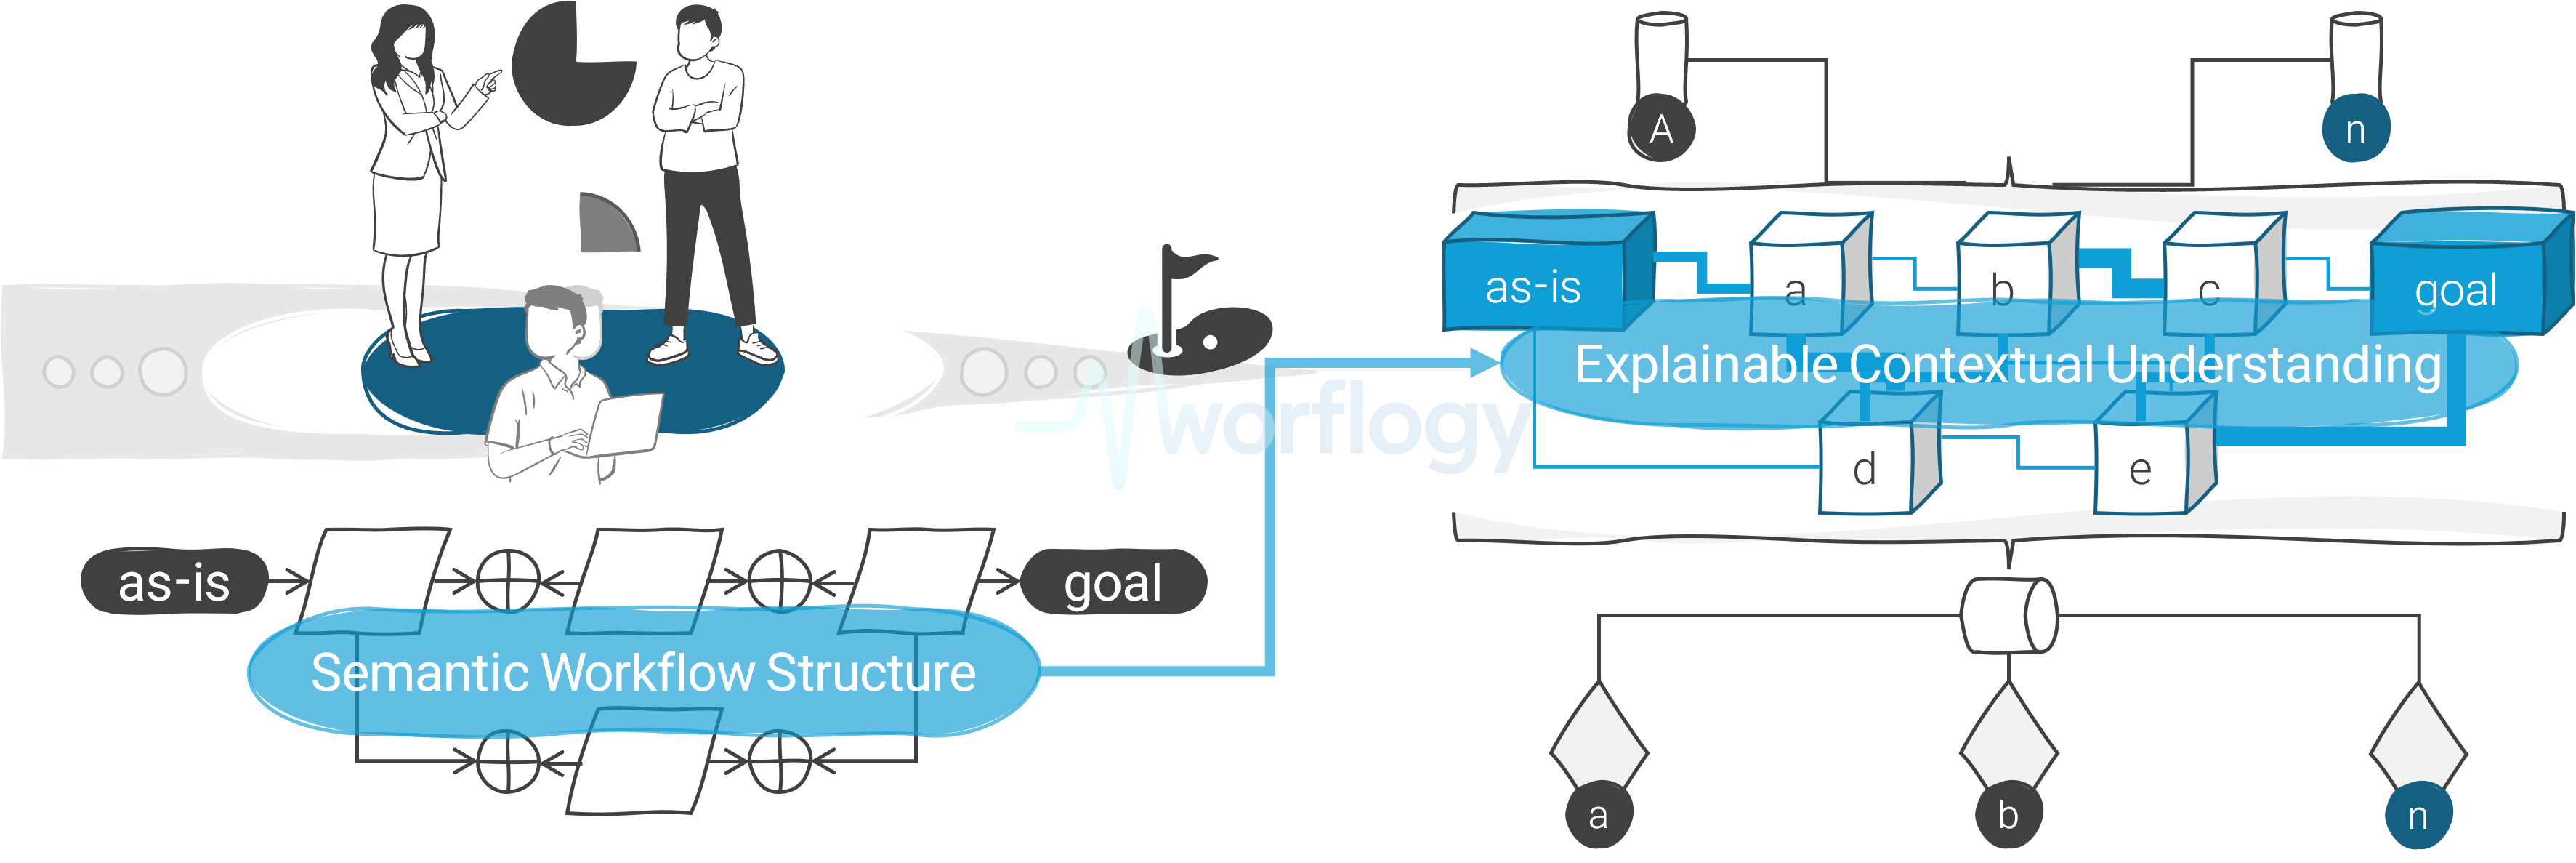 A
n
as-is
a
b
c
goal
Explainable Contextual Understanding
worflogy
d
e
as-is
goal
Semantic Workflow Structure
a
b
n